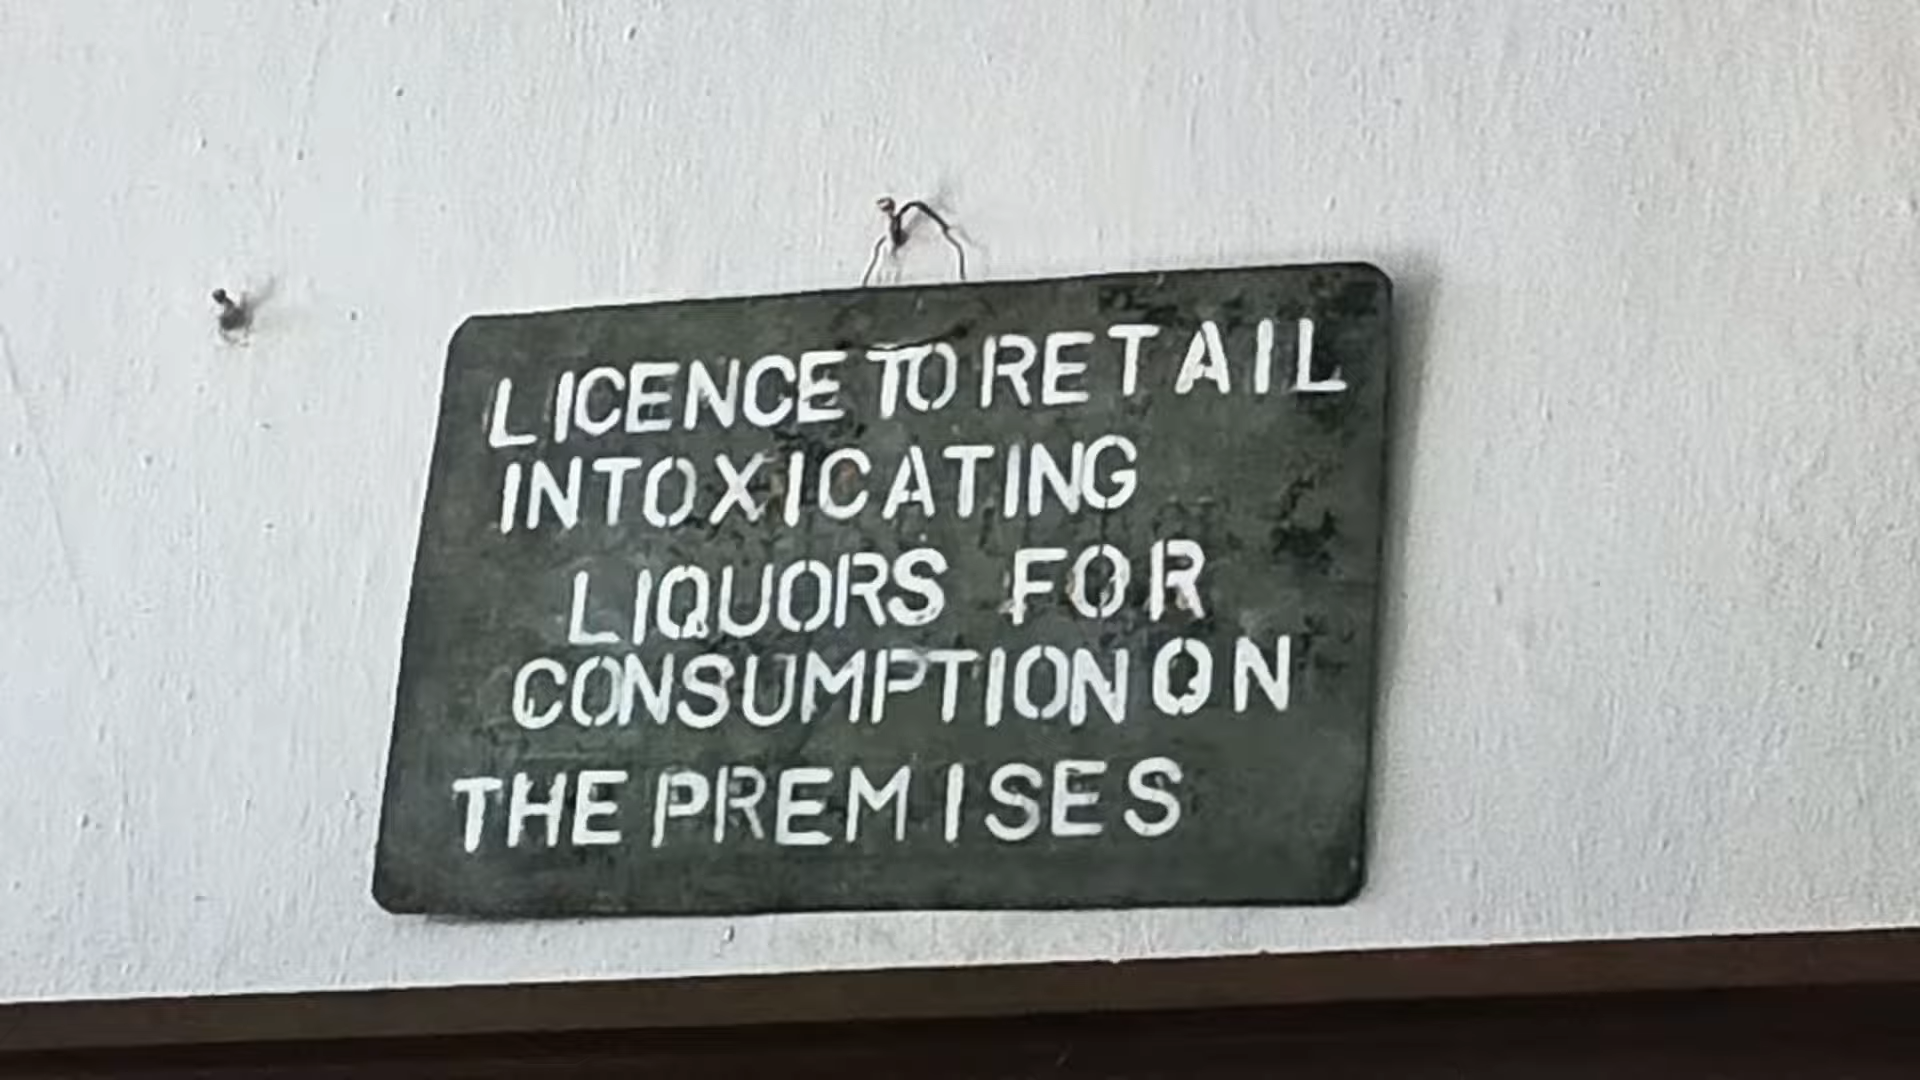 LICENCE TO RETAIL
INTOXICATING
LIQUORS FOR
CONSUMPTION ON
THE PREMISES